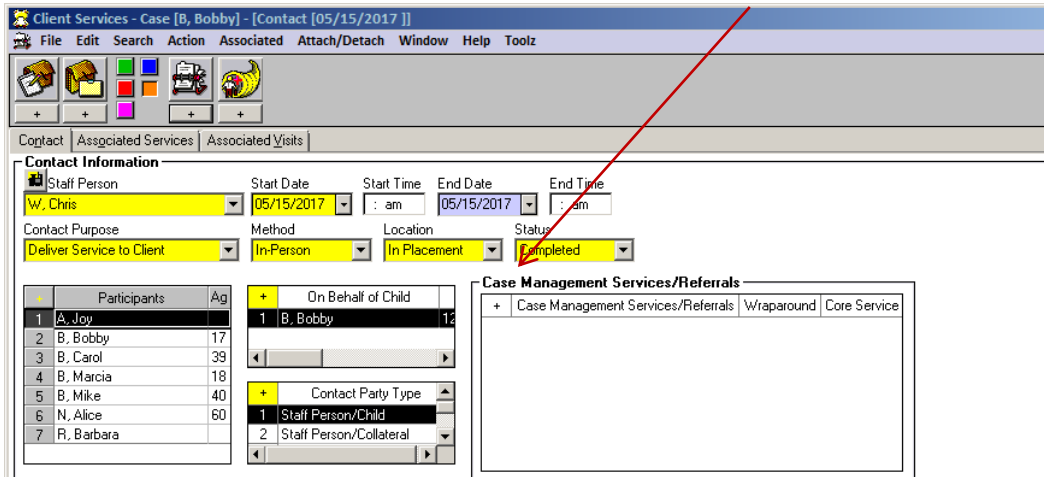 Client Services - Case [B, Bobby] - [Contact [05/15/2017 ]]
File Edit Search Action Associated Attach/Detach Window Help Toolz
+ + + +
Contact Associated Services Associated Visits
Contact Information
Staff Person Start Date Start Time End Date End Time
W, Chris 05/15/2017 : am 05/15/2017 : am
Contact Purpose Method Location Status
Deliver Service to Client In-Person In Placement Completed
Case Management Services/Referrals
+ Participants Ag + On Behalf of Child + Case Management Services/Referrals Wraparound Core Service
1 A, Joy 1 B, Bobby 12
2 B, Bobby 17
3 B, Carol 39
4 B, Marcia 18 + Contact Party Type
5 B, Mike 40
6 N, Alice 60 1 Staff Person/Child
7 R, Barbara 2 Staff Person/Collateral